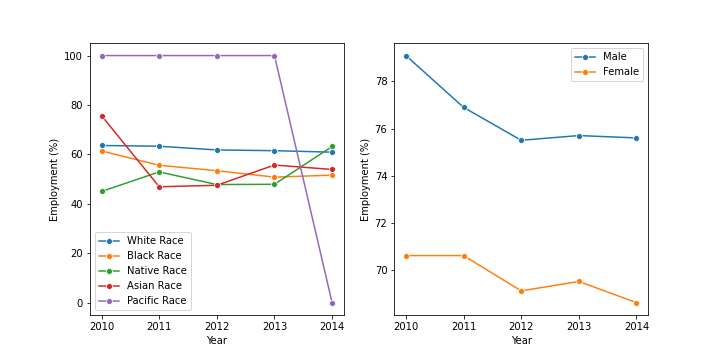 100
80
60
40
20
0
Employment (%)
2010 2011 2012 2013 2014
Year
White Race
Black Race
Native Race
Asian Race
Pacific Race
78
76
74
72
70
Employment (%)
2010 2011 2012 2013 2014
Year
Male
Female